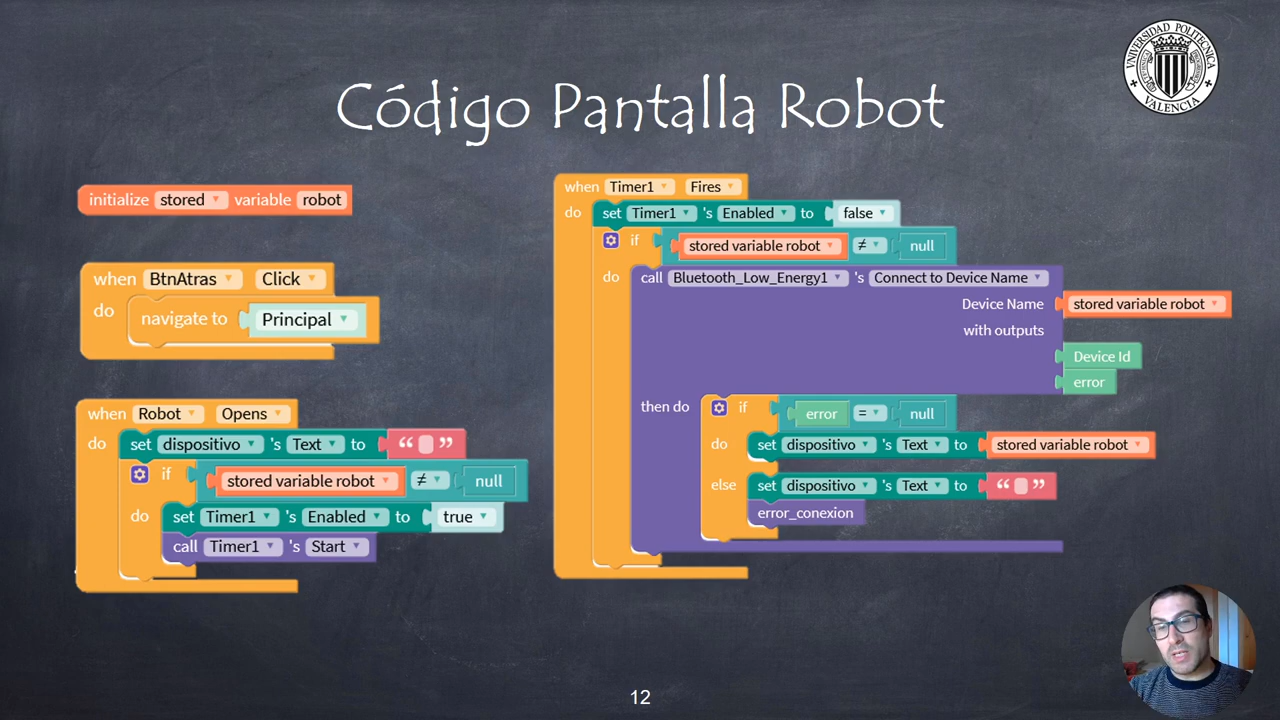 UNIVERSIDAD POLITECNICA
VALENCIA
Código Pantalla Robot
initialize stored variable robot
when BtnAtras Click
do navigate to Principal
when Robot Opens
do set dispositivo 's Text to “ ”
if stored variable robot ≠ null
do set Timer1 's Enabled to true
call Timer1 's Start
when Timer1 Fires
do set Timer1 's Enabled to false
if stored variable robot ≠ null
do call Bluetooth_Low_Energy1 's Connect to Device Name
Device Name stored variable robot
with outputs
Device Id
error
then do if error = null
do set dispositivo 's Text to stored variable robot
else set dispositivo 's Text to “ ”
error_conexion
12